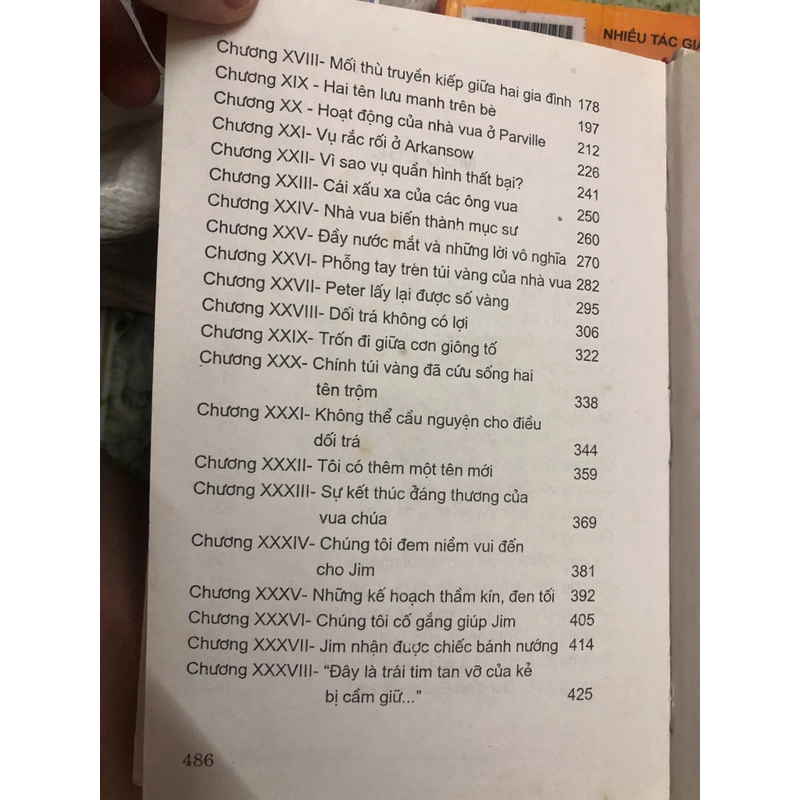 NHIỀU TÁC GIẢ
Chương XVIII- Mối thù truyền kiếp giữa hai gia đình 178
Chương XIX - Hai tên lưu manh trên bè 197
Chương XX - Hoạt động của nhà vua ở Parville 212
Chương XXI- Vụ rắc rối ở Arkansow 226
Chương XXII- Vì sao vụ quần hình thất bại? 241
Chương XXIII- Cái xấu xa của các ông vua 250
Chương XXIV- Nhà vua biến thành mục sư 260
Chương XXV- Đầy nước mắt và những lời vô nghĩa 270
Chương XXVI- Phỗng tay trên túi vàng của nhà vua 282
Chương XXVII- Peter lấy lại được số vàng 295
Chương XXVIII- Dối trá không có lợi 306
Chương XXIX- Trốn đi giữa cơn giông tố 322
Chương XXX- Chính túi vàng đã cứu sống hai
tên trộm 338
Chương XXXI- Không thể cầu nguyện cho điều
dối trá 344
Chương XXXII- Tôi có thêm một tên mới 359
Chương XXXIII- Sự kết thúc đáng thương của
vua chúa 369
Chương XXXIV- Chúng tôi đem niềm vui đến
cho Jim 381
Chương XXXV- Những kế hoạch thầm kín, đen tối 392
Chương XXXVI- Chúng tôi cố gắng giúp Jim 405
Chương XXXVII- Jim nhận được chiếc bánh nướng 414
Chương XXXVIII- "Đây là trái tim tan vỡ của kẻ
bị cầm giữ..." 425
486